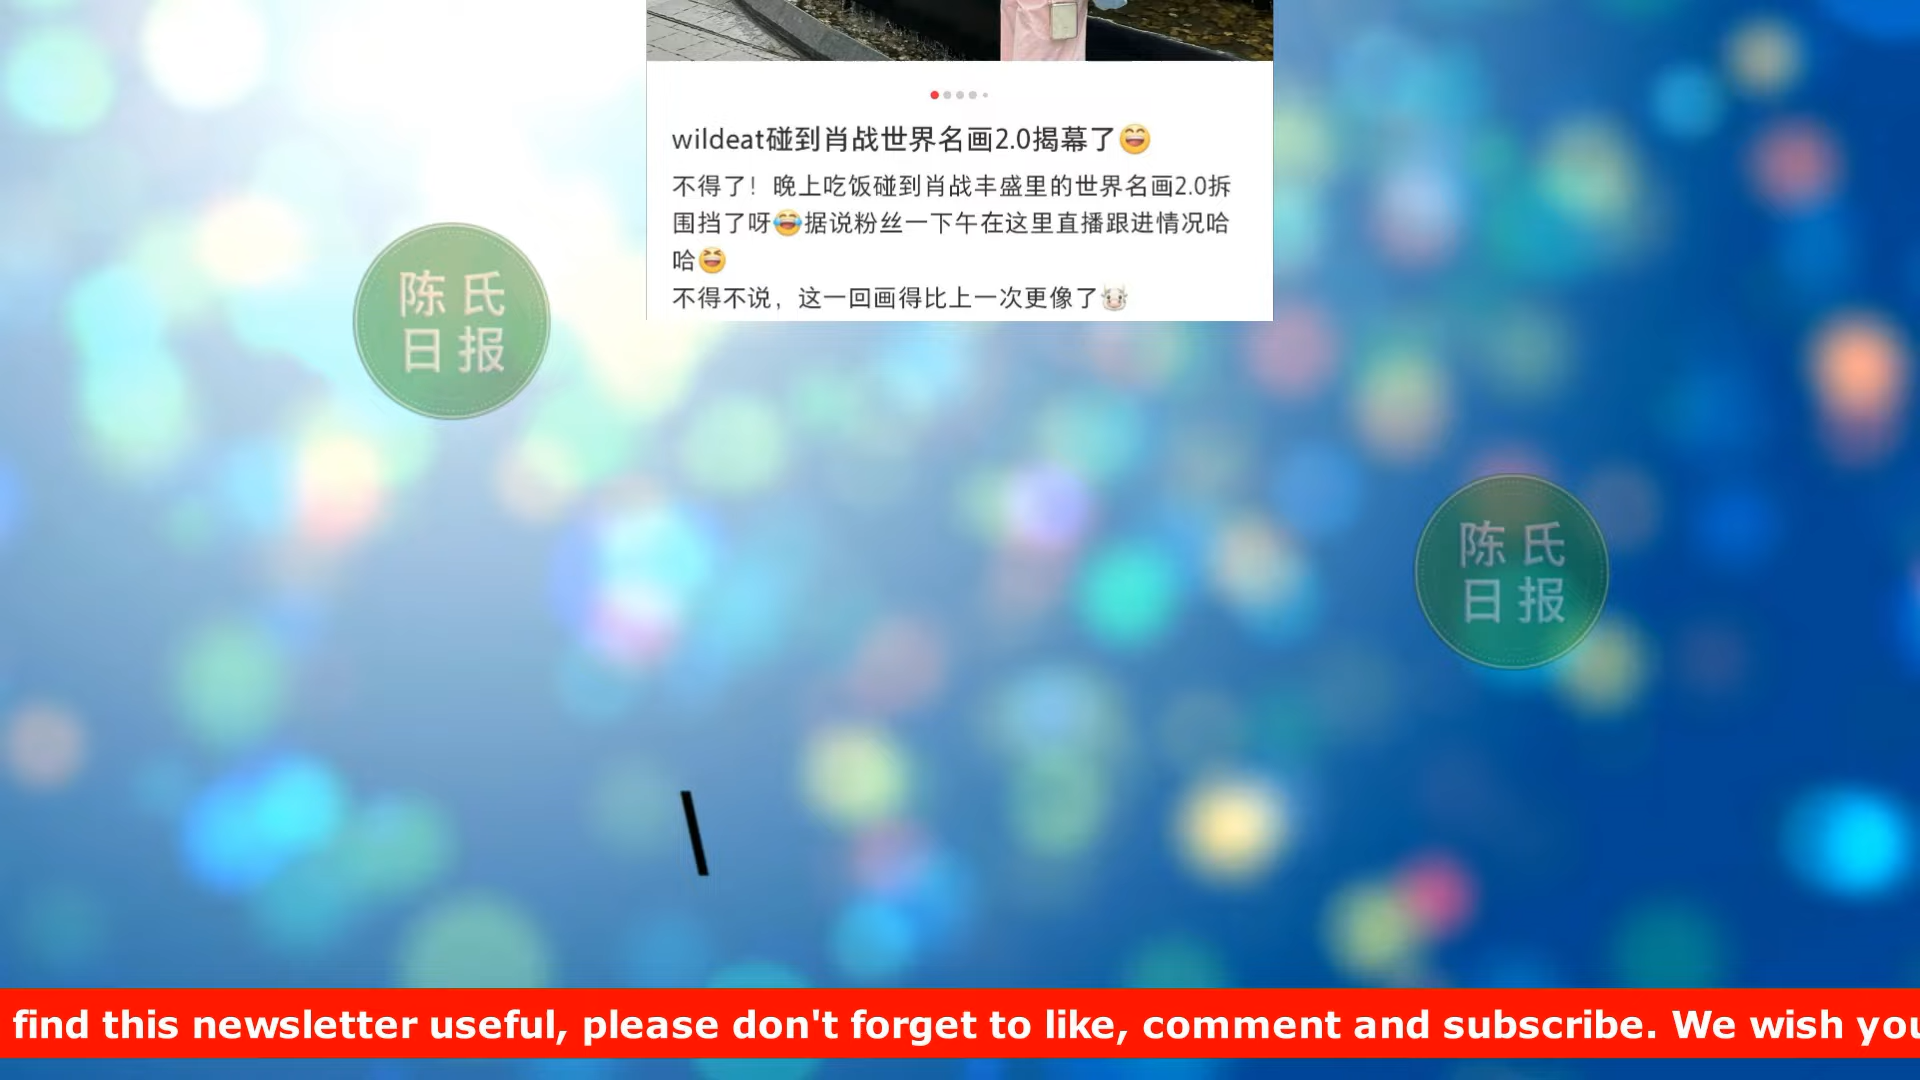 wildeat碰到肖战世界名画2.0揭幕了😄
不得了！晚上吃饭碰到肖战丰盛里的世界名画2.0拆
围挡了呀😂据说粉丝一下午在这里直播跟进情况哈
哈😆
不得不说，这一回画得比上一次更像了🐮
陈氏
日报
陈氏
日报
find this newsletter useful, please don't forget to like, comment and subscribe. We wish you